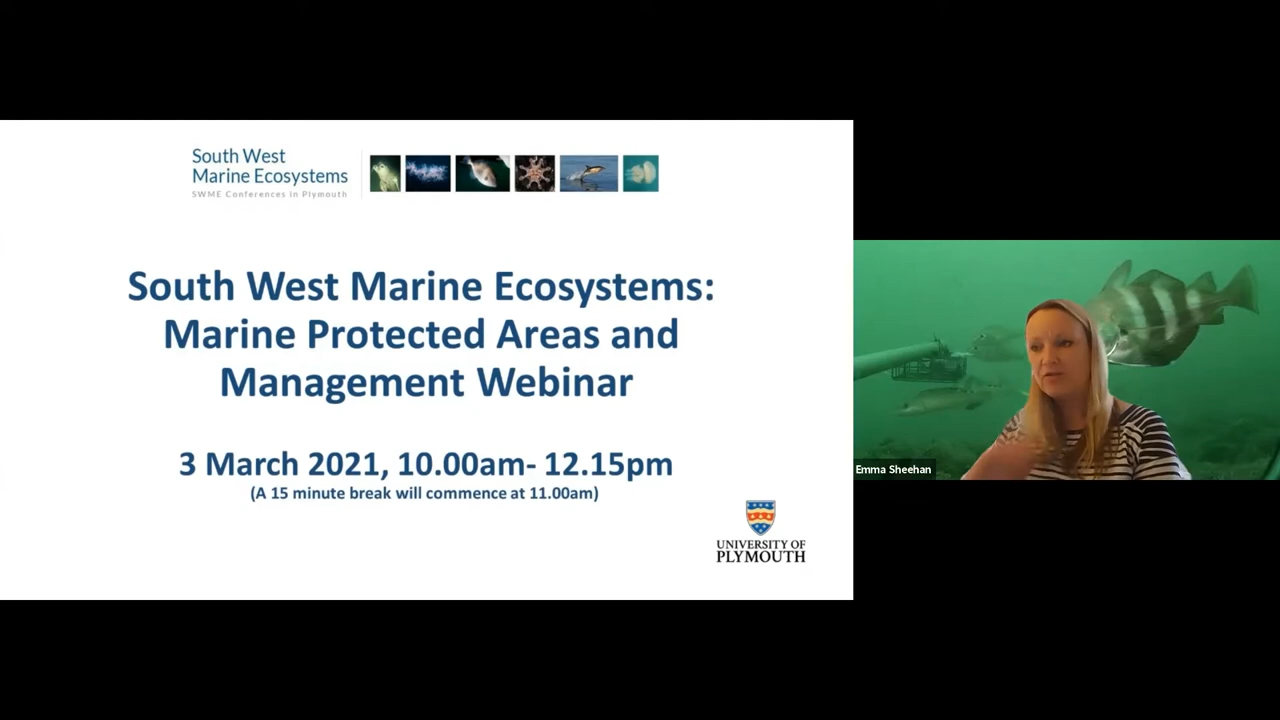 South West
Marine Ecosystems
SWME Conferences in Plymouth
South West Marine Ecosystems:
Marine Protected Areas and
Management Webinar
3 March 2021, 10.00am- 12.15pm
(A 15 minute break will commence at 11.00am)
UNIVERSITY OF
PLYMOUTH
Emma Sheehan